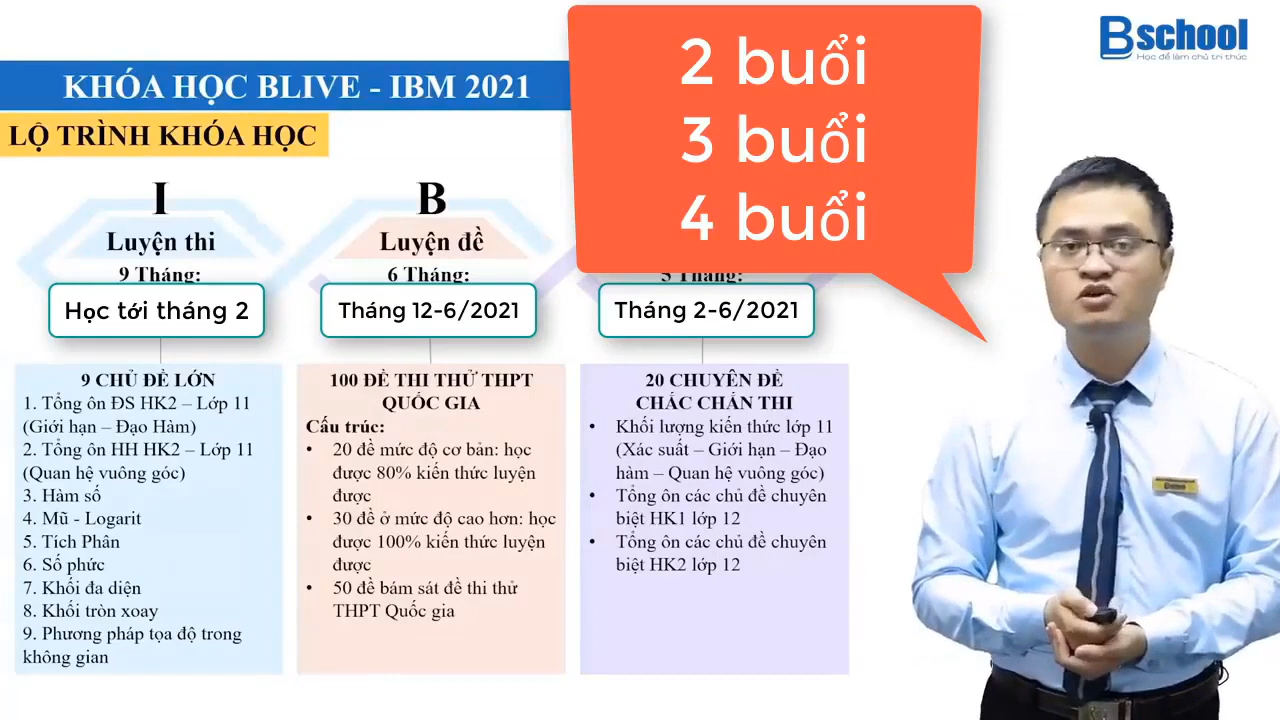 Bschool
Học để làm chủ tri thức
2 buổi
3 buổi
4 buổi
KHÓA HỌC BLIVE - IBM 2021
LỘ TRÌNH KHÓA HỌC
I
Luyện thi
9 Tháng:
Học tới tháng 2
9 CHỦ ĐỀ LỚN
1. Tổng ôn ĐS HK2 – Lớp 11
(Giới hạn – Đạo Hàm)
2. Tổng ôn HH HK2 – Lớp 11
(Quan hệ vuông góc)
3. Hàm số
4. Mũ - Logarit
5. Tích Phân
6. Số phức
7. Khối đa diện
8. Khối tròn xoay
9. Phương pháp tọa độ trong
không gian
B
Luyện đề
6 Tháng:
Tháng 12-6/2021
100 ĐỀ THI THỬ THPT
QUỐC GIA
Cấu trúc:
• 20 đề mức độ cơ bản: học
được 80% kiến thức luyện
được
• 30 đề ở mức độ cao hơn: học
được 100% kiến thức luyện
được
• 50 đề bám sát đề thi thử
THPT Quốc gia
5 Tháng:
Tháng 2-6/2021
20 CHUYÊN ĐỀ
CHẮC CHẮN THI
• Khối lượng kiến thức lớp 11
(Xác suất – Giới hạn – Đạo
hàm – Quan hệ vuông góc)
• Tổng ôn các chủ đề chuyên
biệt HK1 lớp 12
• Tổng ôn các chủ đề chuyên
biệt HK2 lớp 12